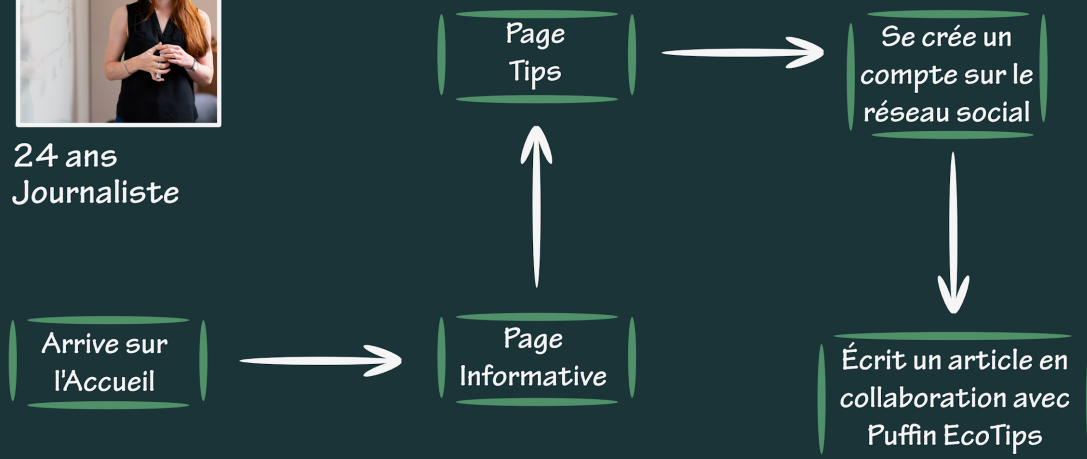 24 ans
Journaliste
Arrive sur
l'Accueil
Page
Informative
Page
Tips
Se crée un
compte sur le
réseau social
Écrit un article en
collaboration avec
Puffin EcoTips